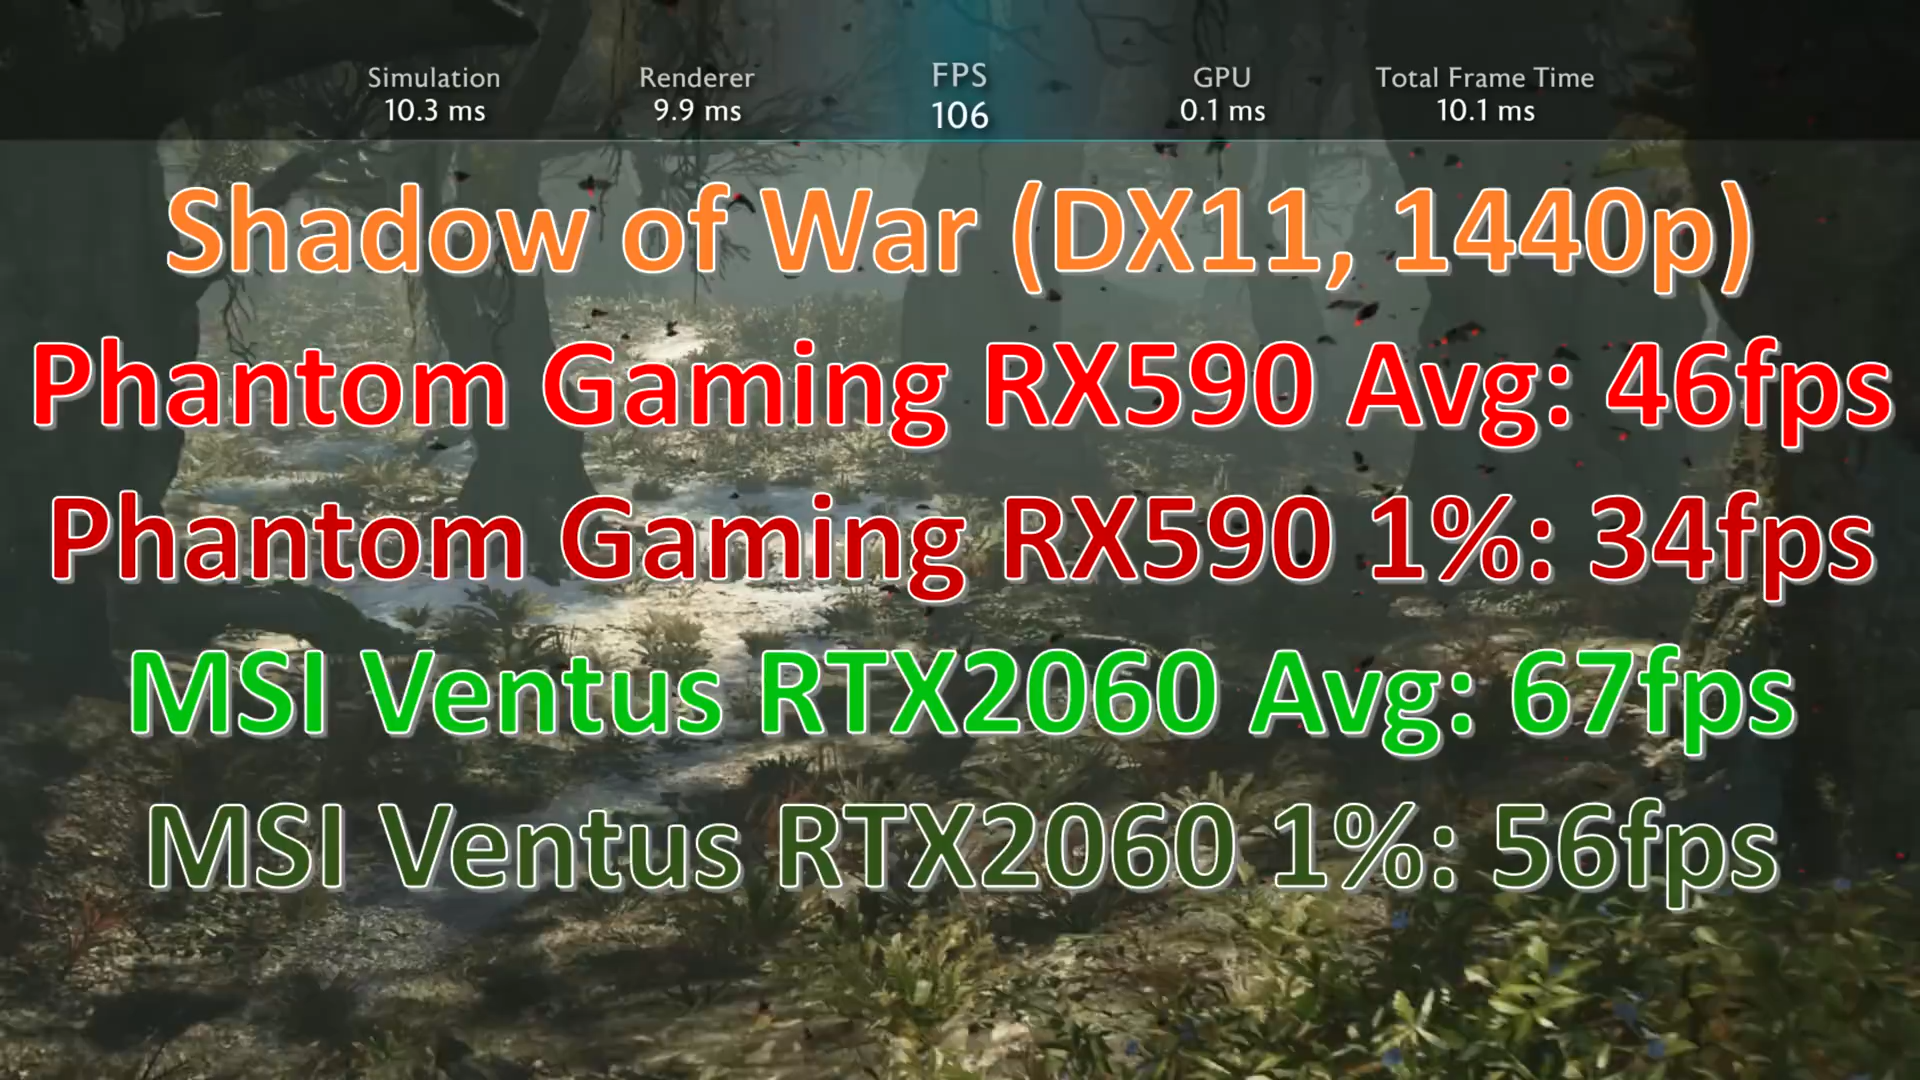 Simulation Renderer FPS GPU Total Frame Time
10.3 ms 9.9 ms 106 0.1 ms 10.1 ms
Shadow of War (DX11, 1440p)
Phantom Gaming RX590 Avg: 46fps
Phantom Gaming RX590 1%: 34fps
MSI Ventus RTX2060 Avg: 67fps
MSI Ventus RTX2060 1%: 56fps